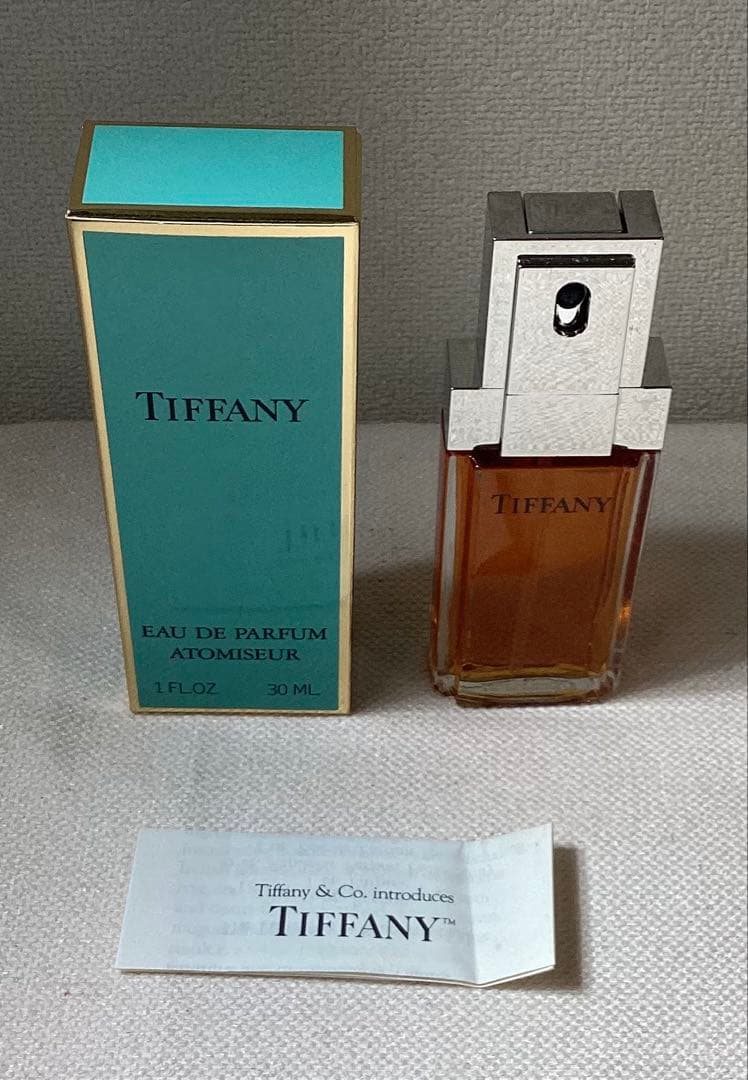 TIFFANY
EAU DE PARFUM
ATOMISEUR
1 FL.OZ. 30 ML.
TIFFANY
Tiffany & Co. introduces
TIFFANY™